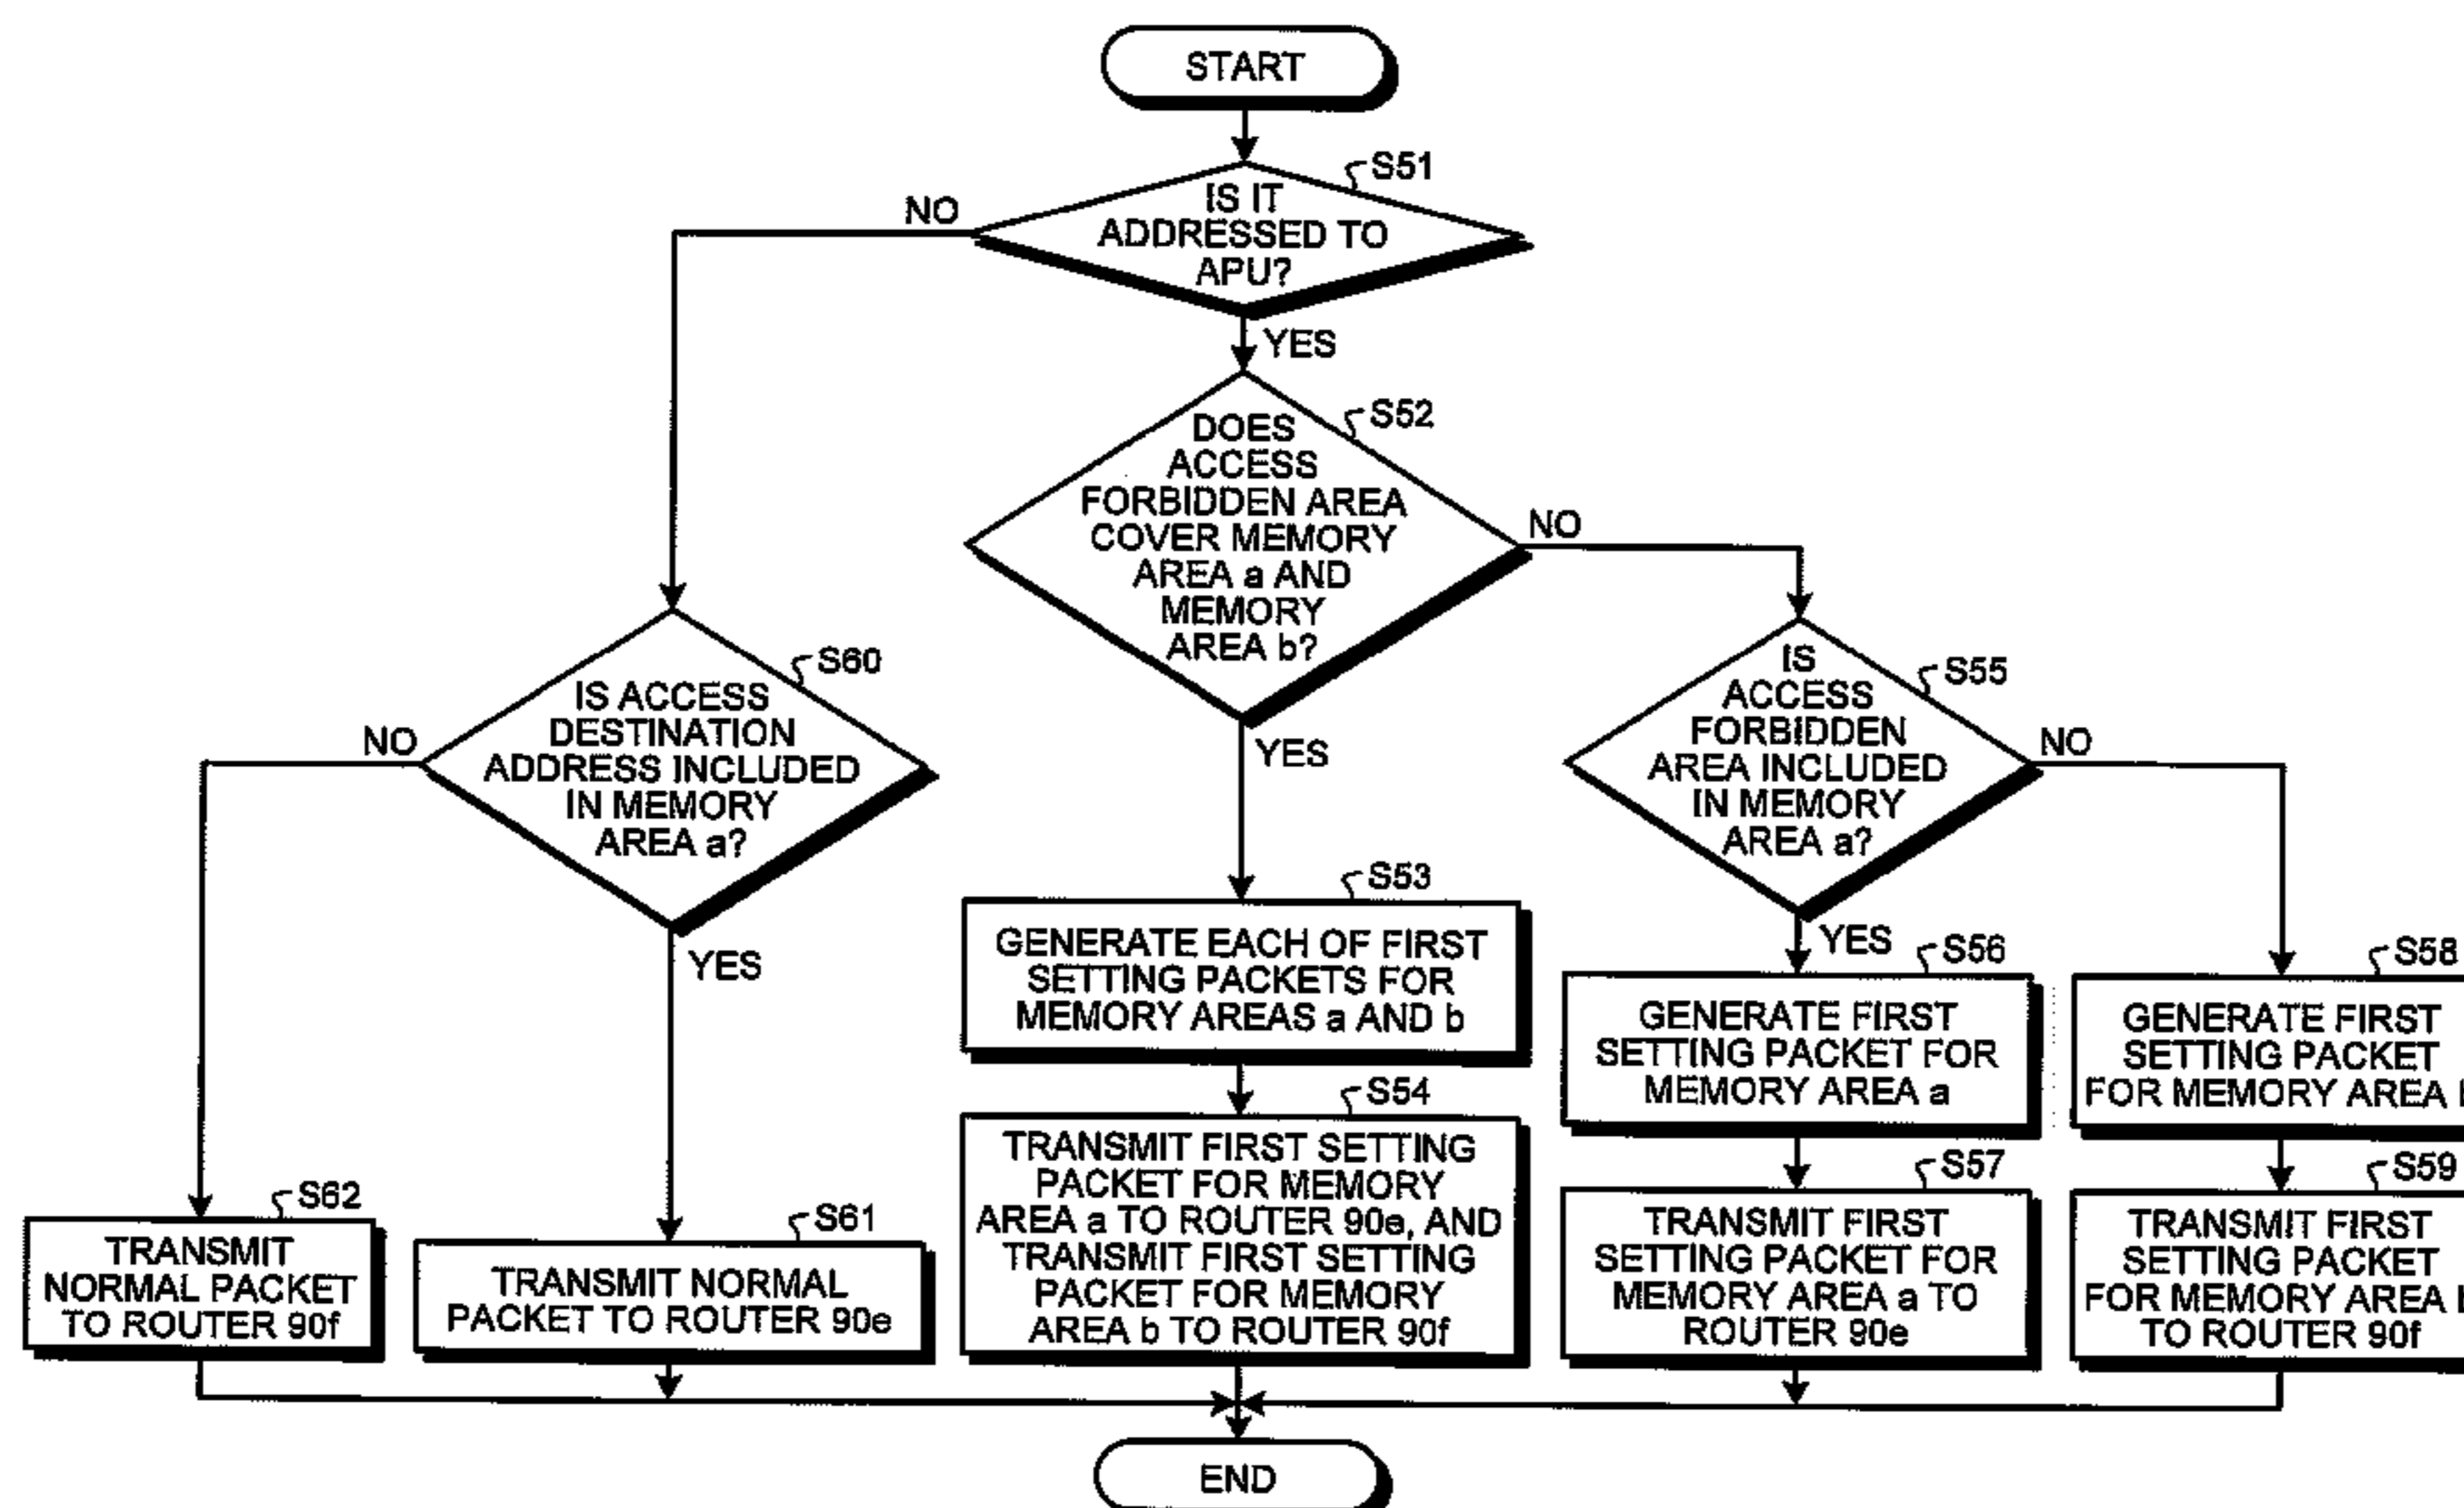 START
S51
IS IT
ADDRESSED TO
APU?
NO
YES
S52
DOES
ACCESS
FORBIDDEN AREA
COVER MEMORY
AREA a AND
MEMORY
AREA b?
NO
YES
S60
IS ACCESS
DESTINATION
ADDRESS INCLUDED
IN MEMORY
AREA a?
NO
YES
S55
IS
ACCESS
FORBIDDEN
AREA INCLUDED
IN MEMORY
AREA a?
NO
YES
S53
GENERATE EACH OF FIRST
SETTING PACKETS FOR
MEMORY AREAS a AND b
S56
GENERATE FIRST
SETTING PACKET FOR
MEMORY AREA a
S58
GENERATE FIRST
SETTING PACKET
FOR MEMORY AREA
S54
TRANSMIT FIRST SETTING
PACKET FOR MEMORY
AREA a TO ROUTER 90e, AND
TRANSMIT FIRST SETTING
PACKET FOR MEMORY
AREA b TO ROUTER 90f
S57
TRANSMIT FIRST
SETTING PACKET FOR
MEMORY AREA a TO
ROUTER 90e
S59
TRANSMIT FIRST
SETTING PACKET
FOR MEMORY AREA
TO ROUTER 90f
S62
TRANSMIT
NORMAL PACKET
TO ROUTER 90f
S61
TRANSMIT NORMAL
PACKET TO ROUTER 90e
END